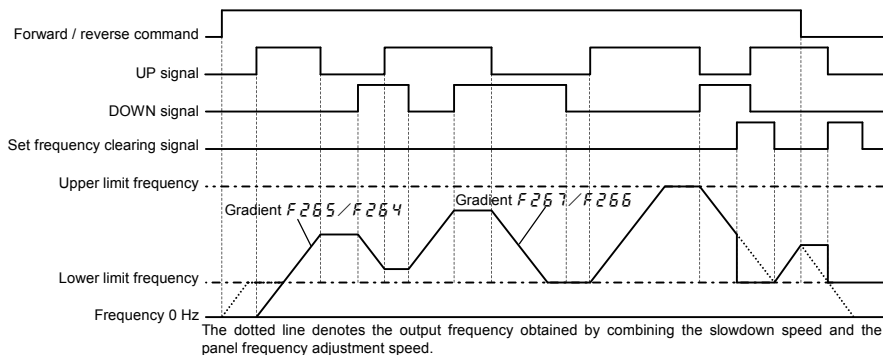 Forward / reverse command
UP signal
DOWN signal
Set frequency clearing signal
Upper limit frequency
Gradient F265/F264
Gradient F267/F266
Lower limit frequency
Frequency 0 Hz
The dotted line denotes the output frequency obtained by combining the slowdown speed and the
panel frequency adjustment speed.